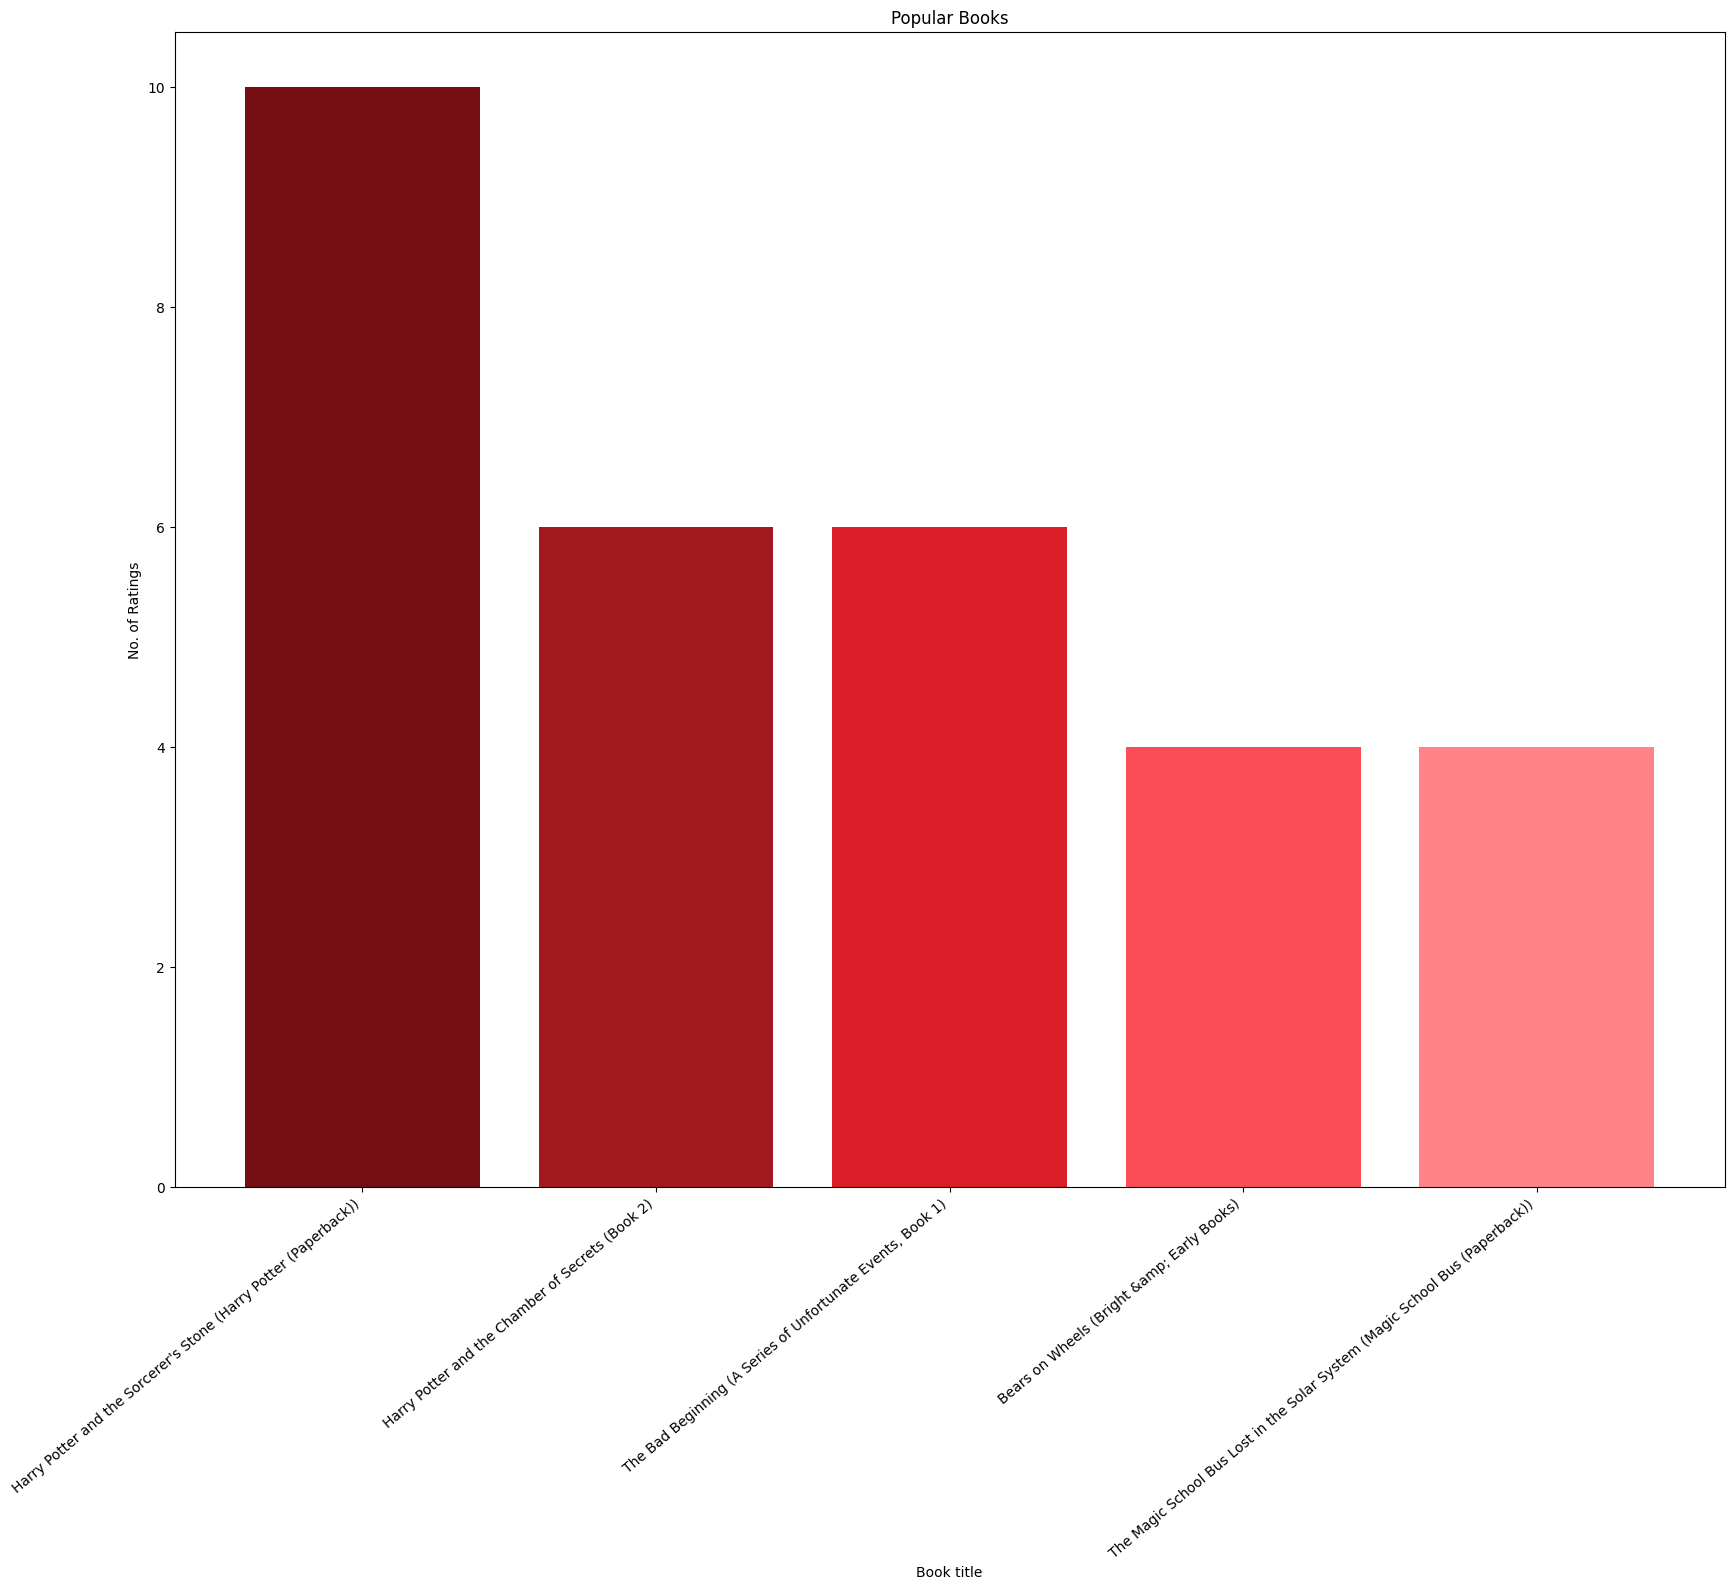 Popular Books
10
8
6
4
2
0
No. of Ratings
Harry Potter and the Sorcerer's Stone (Harry Potter (Paperback))
Harry Potter and the Chamber of Secrets (Book 2)
The Bad Beginning (A Series of Unfortunate Events, Book 1)
Bears on Wheels (Bright &amp; Early Books)
The Magic School Bus Lost in the Solar System (Magic School Bus (Paperback))
Book title